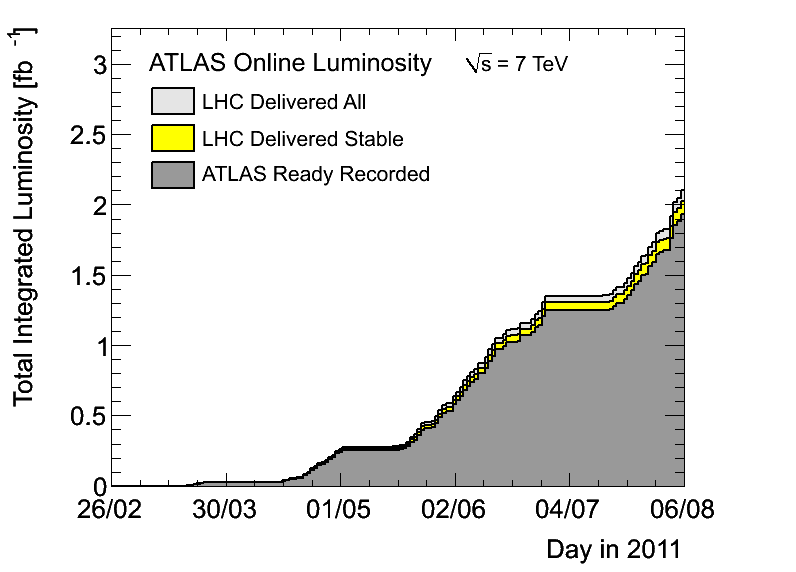 ATLAS Online Luminosity √s = 7 TeV
LHC Delivered All
LHC Delivered Stable
ATLAS Ready Recorded
Total Integrated Luminosity [fb⁻¹]
3
2.5
2
1.5
1
0.5
0
26/02 30/03 01/05 02/06 04/07 06/08
Day in 2011